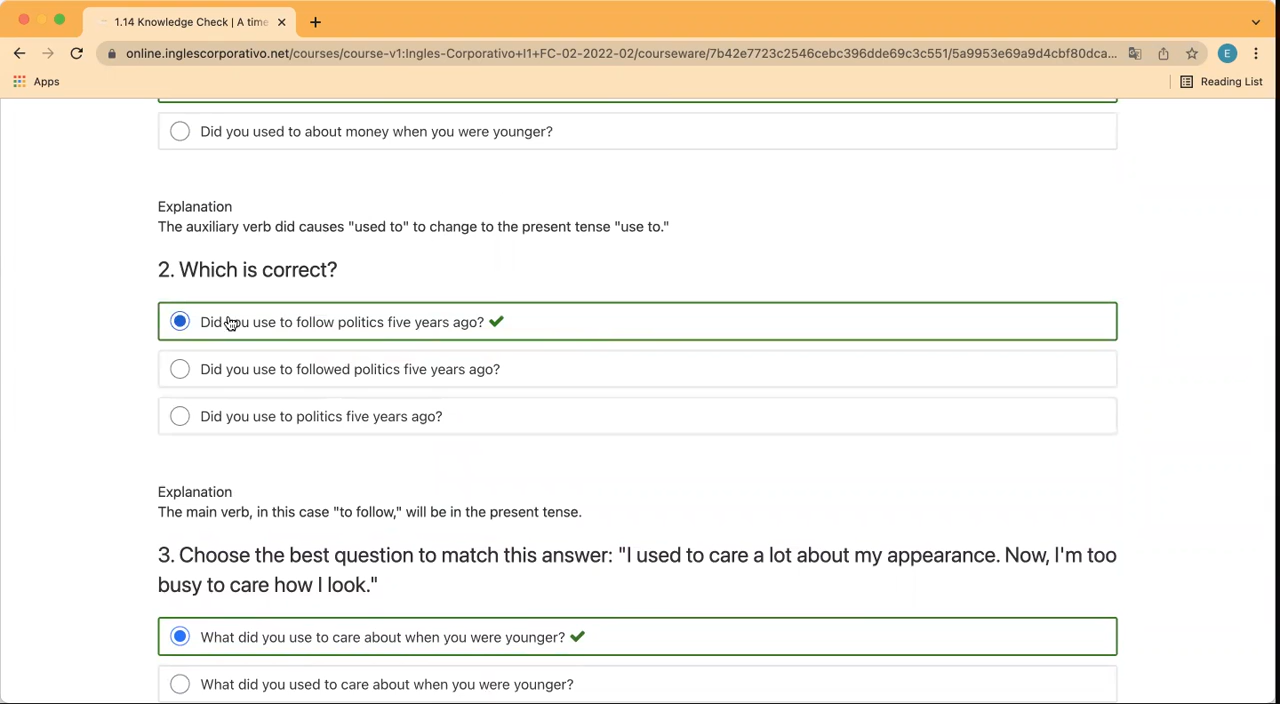 1.14 Knowledge Check | A time
online.inglescorporativo.net/courses/course-v1:Ingles-Corporativo+I1+FC-02-2022-02/courseware/7b42e7723c2546cebc396dde69c3c551/5a9953e69a9d4cbf80dca...
E
Apps
Reading List
Did you used to about money when you were younger?
Explanation
The auxiliary verb did causes "used to" to change to the present tense "use to."
2. Which is correct?
Did you use to follow politics five years ago?
Did you use to followed politics five years ago?
Did you use to politics five years ago?
Explanation
The main verb, in this case "to follow," will be in the present tense.
3. Choose the best question to match this answer: "I used to care a lot about my appearance. Now, I'm too
busy to care how I look."
What did you use to care about when you were younger?
What did you used to care about when you were younger?